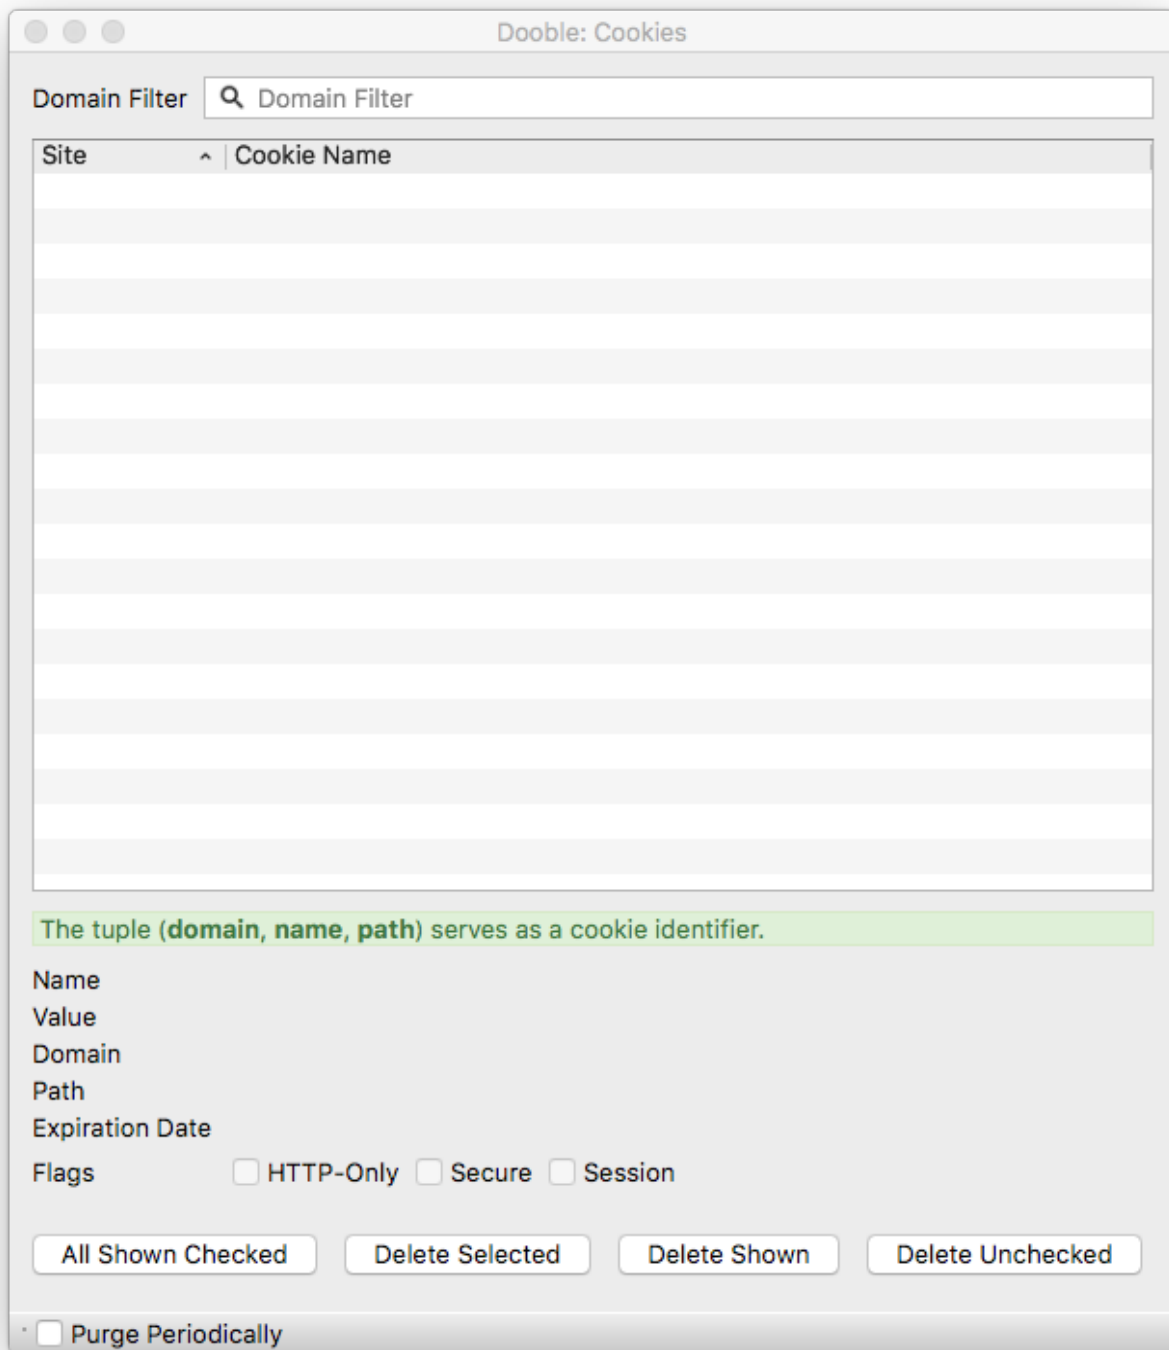 Dooble: Cookies
Domain Filter Domain Filter
Site Cookie Name
The tuple (domain, name, path) serves as a cookie identifier.
Name
Value
Domain
Path
Expiration Date
Flags HTTP-Only Secure Session
All Shown Checked Delete Selected Delete Shown Delete Unchecked
Purge Periodically